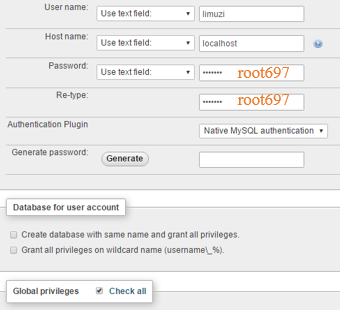 User name: Use text field: limuzi
Host name: Use text field: localhost
Password: Use text field: ••••••• root697
Re-type: ••••••• root697
Authentication Plugin Native MySQL authentication
Generate password: Generate
Database for user account
Create database with same name and grant all privileges.
Grant all privileges on wildcard name (username\_%).
Global privileges Check all